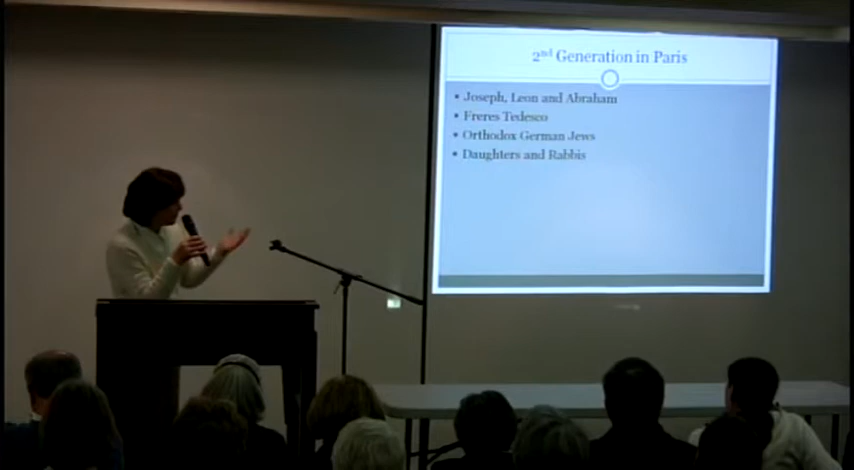 2nd Generation in Paris
• Joseph, Leon and Abraham
• Freres Tedesco
• Orthodox German Jews
• Daughters and Rabbis